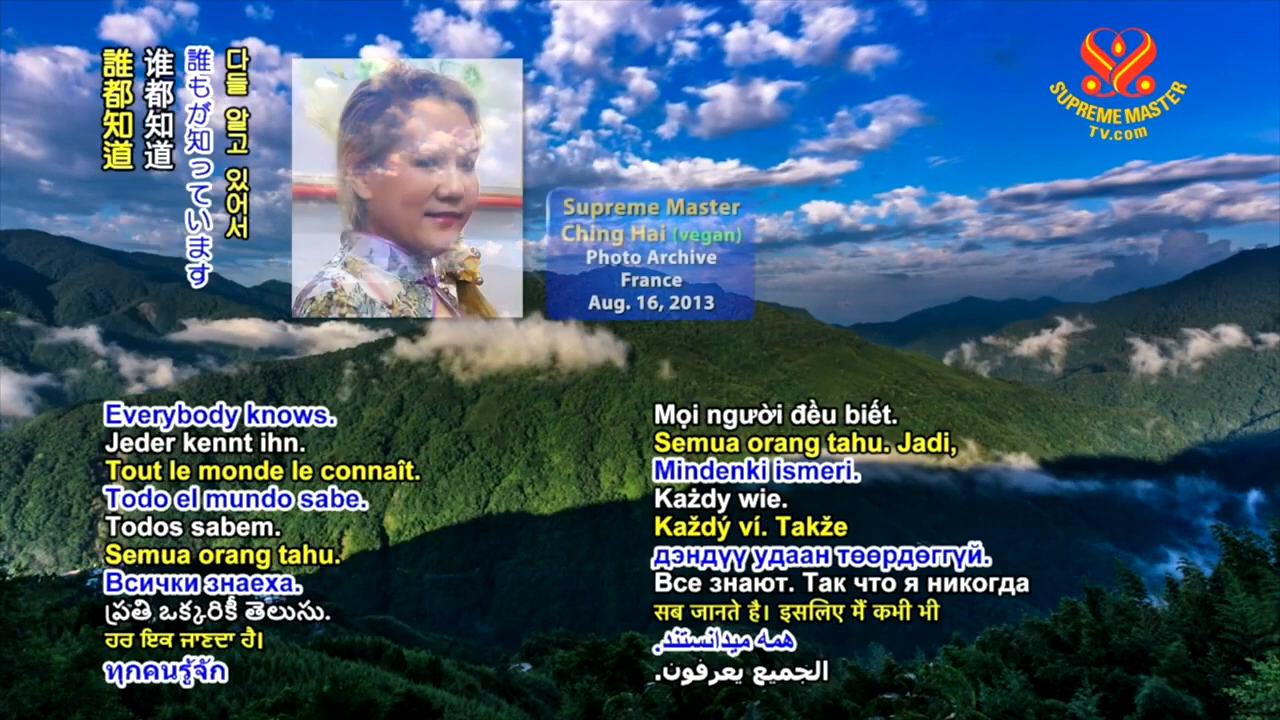 誰都知道
谁都知道
誰もが知っています
다들 알고 있어서
Supreme Master
Ching Hai (vegan)
Photo Archive
France
Aug. 16, 2013
SUPREME MASTER
TV.com
Everybody knows.
Jeder kennt ihn.
Tout le monde le connaît.
Todo el mundo sabe.
Todos sabem.
Semua orang tahu.
Всички знаеха.
ప్రతి ఒక్కరికీ తెలుసు.
ਹਰ ਇਕ ਜਾਣਦਾ ਹੈ।
ทุกคนรู้จัก
Mọi người đều biết.
Semua orang tahu. Jadi,
Mindenki ismeri.
Każdy wie.
Každý ví. Takže
дэндүү удаан төөрдөггүй.
Все знают. Так что я никогда
सब जानते है। इसलिए मैं कभी भी
همه میدانستند.
الجميع يعرفون.